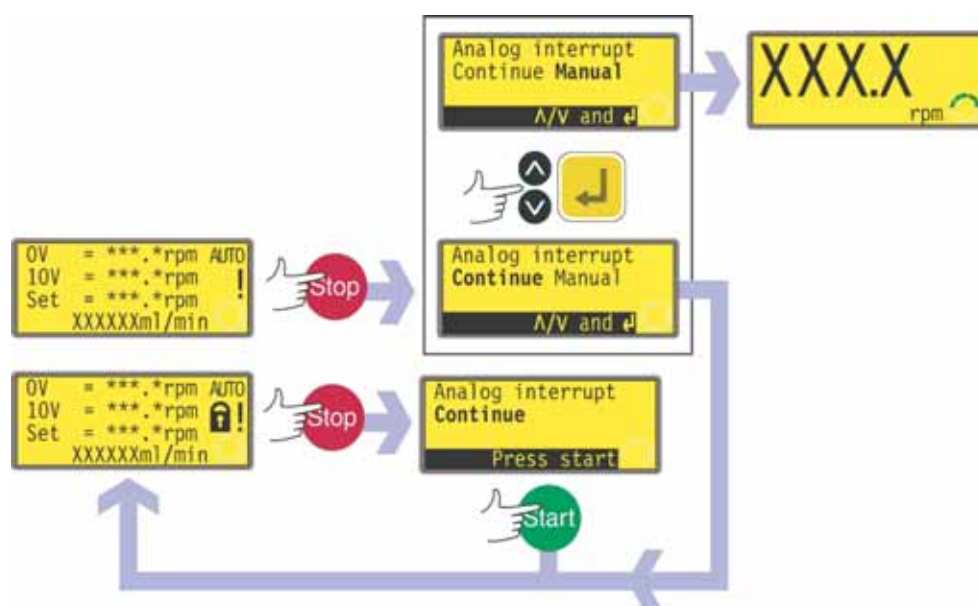 Analog interrupt
Continue Manual
∧/∨ and ↵
XXX.X
rpm
0V = ***.*rpm AUTO
10V = ***.*rpm !
Set = ***.*rpm
XXXXXXml/min
Stop
Analog interrupt
Continue Manual
∧/∨ and ↵
0V = ***.*rpm AUTO
10V = ***.*rpm !
Set = ***.*rpm
XXXXXXml/min
Stop
Analog interrupt
Continue
Press start
Start